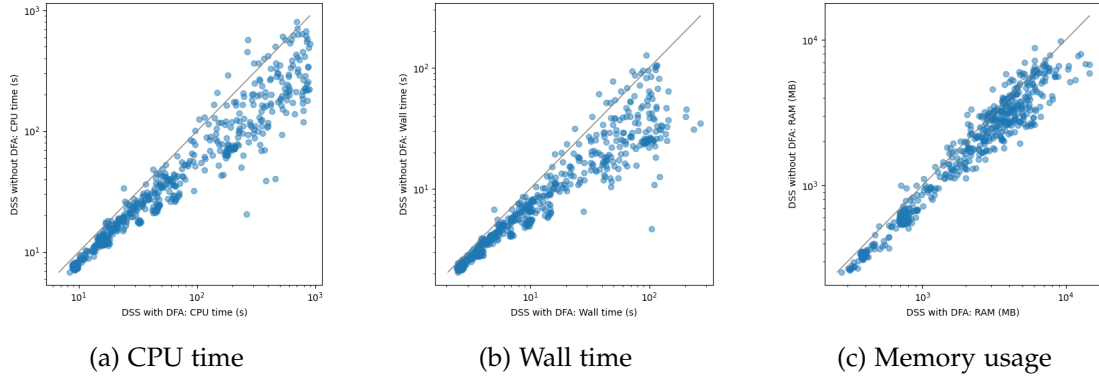 DSS without DFA: CPU time (s)
10³
10²
10¹
10¹ 10² 10³
DSS with DFA: CPU time (s)
(a) CPU time
DSS without DFA: Wall time (s)
10²
10¹
10¹ 10²
DSS with DFA: Wall time (s)
(b) Wall time
DSS without DFA: RAM (MB)
10⁴
10³
10³ 10⁴
DSS with DFA: RAM (MB)
(c) Memory usage